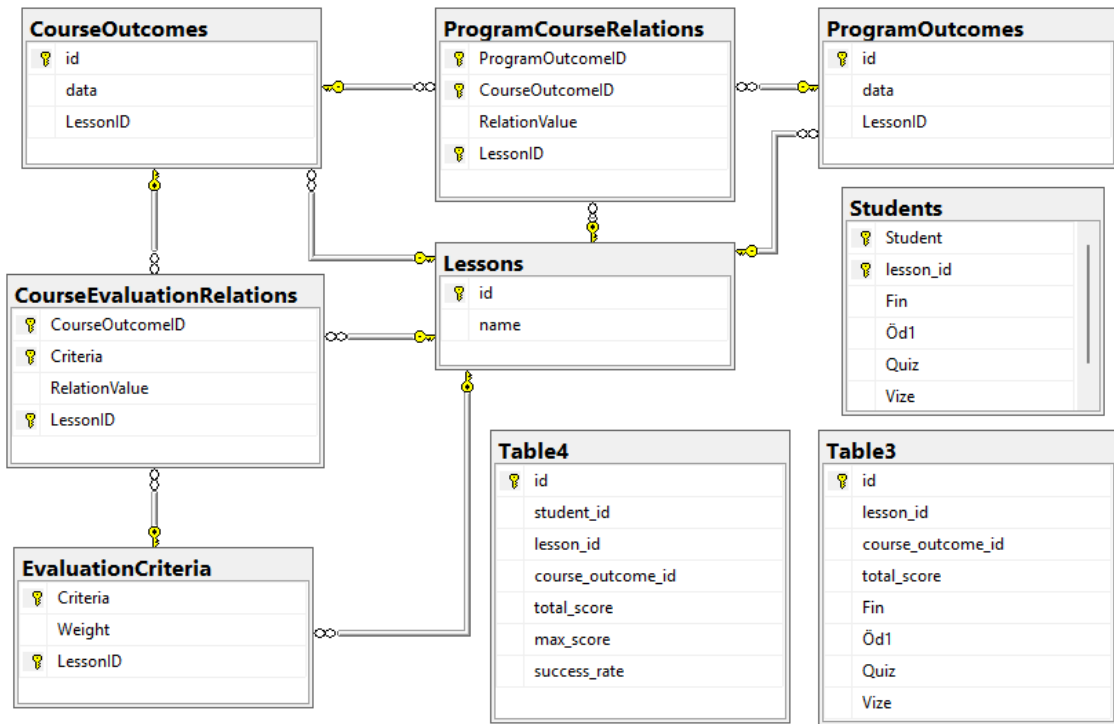 CourseOutcomes
id
data
LessonID
ProgramCourseRelations
ProgramOutcomeID
CourseOutcomeID
RelationValue
LessonID
ProgramOutcomes
id
data
LessonID
Students
Student
lesson_id
Fin
Öd1
Quiz
Vize
Lessons
id
name
CourseEvaluationRelations
CourseOutcomeID
Criteria
RelationValue
LessonID
Table4
id
student_id
lesson_id
course_outcome_id
total_score
max_score
success_rate
Table3
id
lesson_id
course_outcome_id
total_score
Fin
Öd1
Quiz
Vize
EvaluationCriteria
Criteria
Weight
LessonID